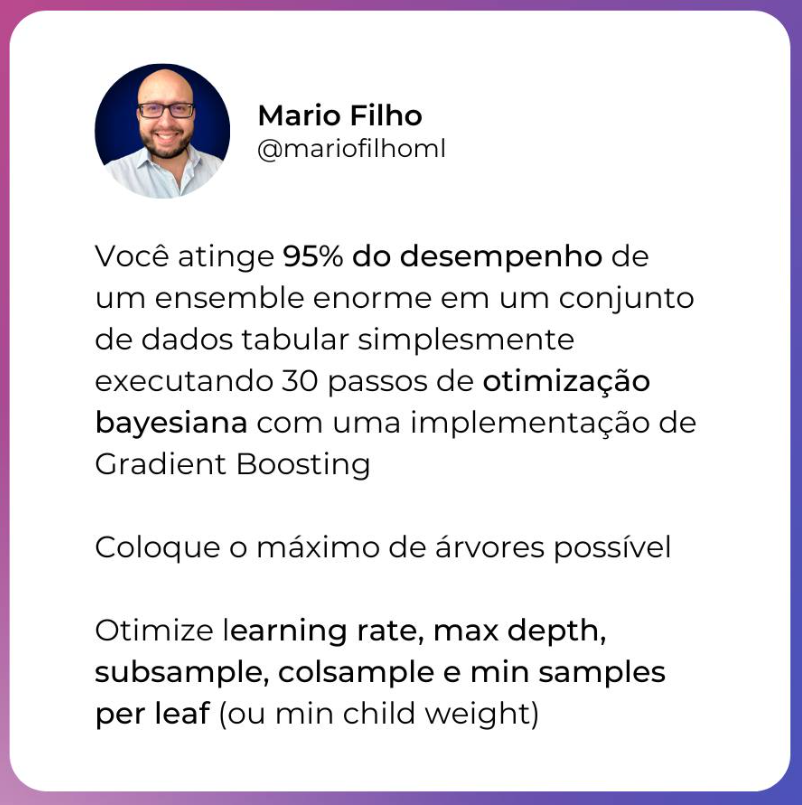 Mario Filho
@mariofilhoml
Você atinge 95% do desempenho de
um ensemble enorme em um conjunto
de dados tabular simplesmente
executando 30 passos de otimização
bayesiana com uma implementação de
Gradient Boosting
Coloque o máximo de árvores possível
Otimize learning rate, max depth,
subsample, colsample e min samples
per leaf (ou min child weight)